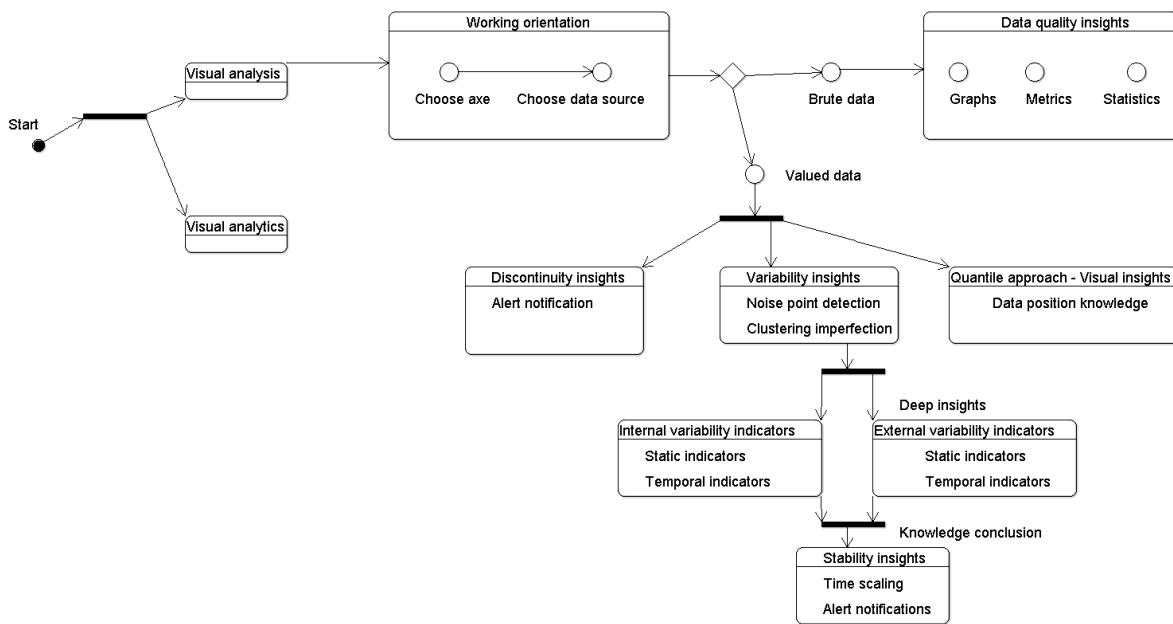 Working orientation
Data quality insights
Visual analysis
Choose axe
Choose data source
Brute data
Graphs
Metrics
Statistics
Start
Valued data
Visual analytics
Discontinuity insights
Alert notification
Variability insights
Noise point detection
Clustering imperfection
Quantile approach - Visual insights
Data position knowledge
Deep insights
Internal variability indicators
Static indicators
Temporal indicators
External variability indicators
Static indicators
Temporal indicators
Knowledge conclusion
Stability insights
Time scaling
Alert notifications